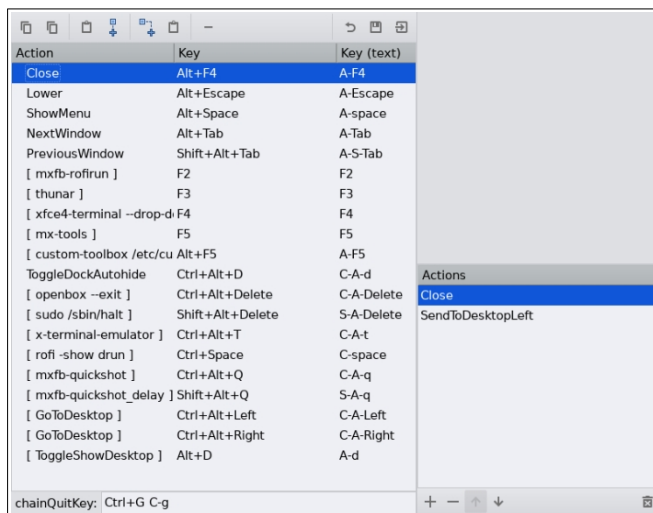 Action Key Key (text)
Close Alt+F4 A-F4
Lower Alt+Escape A-Escape
ShowMenu Alt+Space A-space
NextWindow Alt+Tab A-Tab
PreviousWindow Shift+Alt+Tab A-S-Tab
[ mxfb-rofirun ] F2 F2
[ thunar ] F3 F3
[ xfce4-terminal --drop-d F4 F4
[ mx-tools ] F5 F5
[ custom-toolbox /etc/cu Alt+F5 A-F5
ToggleDockAutohide Ctrl+Alt+D C-A-d
[ openbox --exit ] Ctrl+Alt+Delete C-A-Delete
[ sudo /sbin/halt ] Shift+Alt+Delete S-A-Delete
[ x-terminal-emulator ] Ctrl+Alt+T C-A-t
[ rofi -show drun ] Ctrl+Space C-space
[ mxfb-quickshot ] Ctrl+Alt+Q C-A-q
[ mxfb-quickshot_delay ] Shift+Alt+Q S-A-q
[ GoToDesktop ] Ctrl+Alt+Left C-A-Left
[ GoToDesktop ] Ctrl+Alt+Right C-A-Right
[ ToggleShowDesktop ] Alt+D A-d
chainQuitKey: Ctrl+G C-g
Actions
Close
SendToDesktopLeft